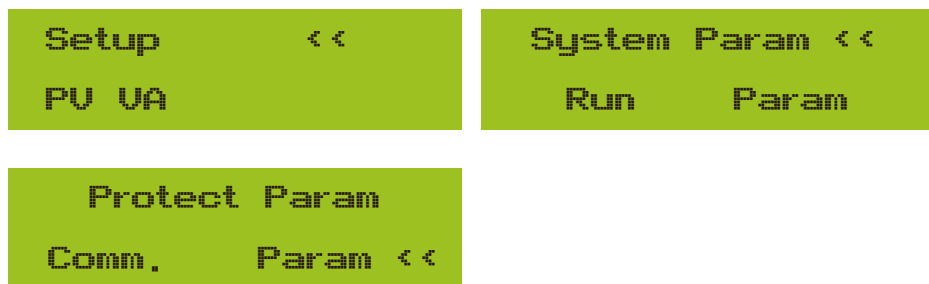 Setup <<
PV VA
System Param <<
Run Param
Protect Param
Comm. Param <<